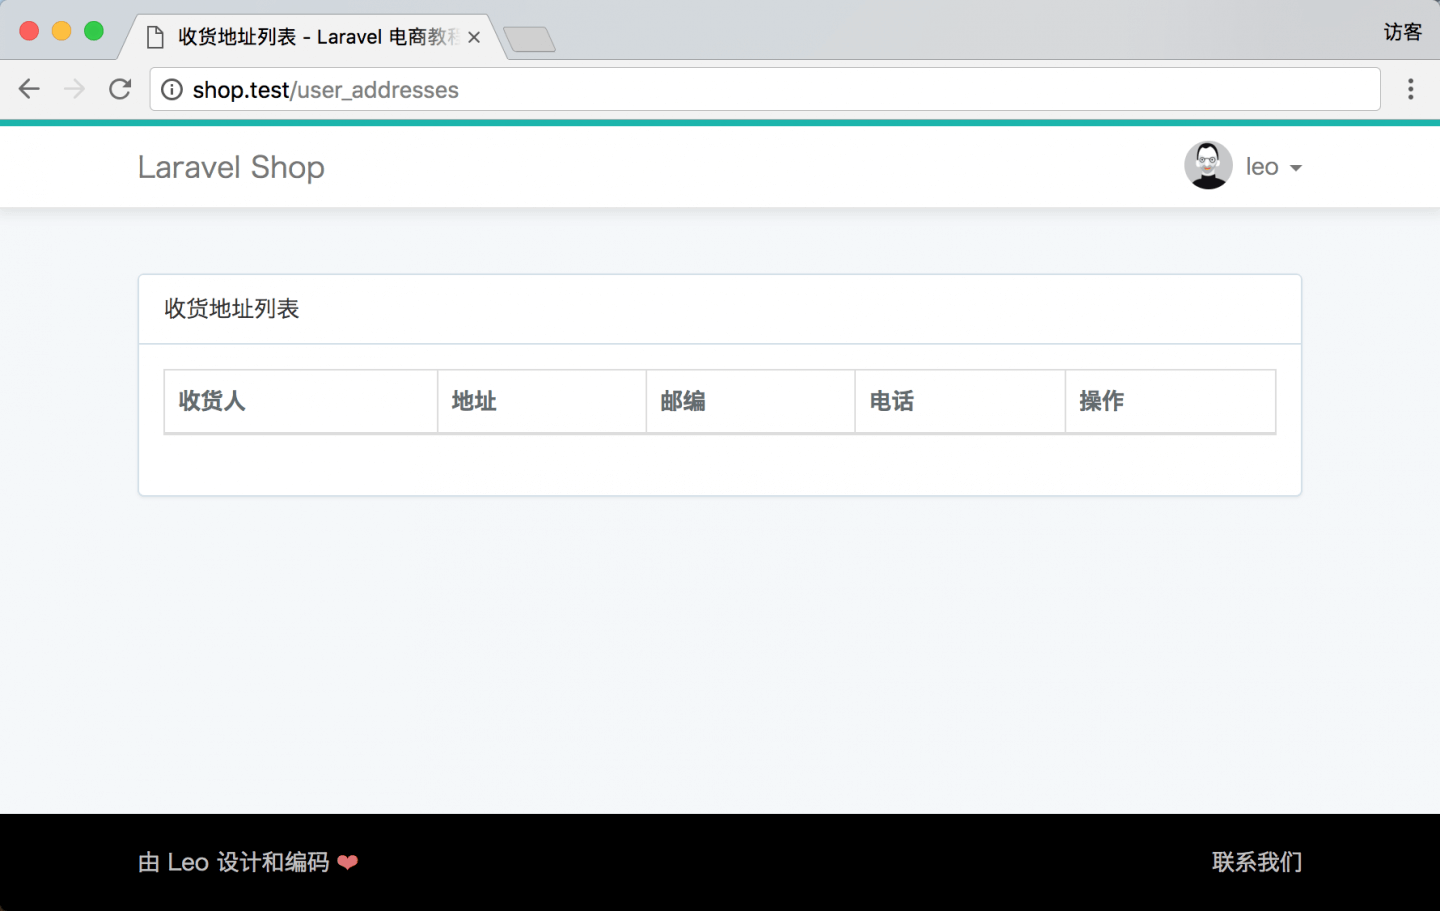 收货地址列表 - Laravel 电商教程
访客
shop.test/user_addresses
Laravel Shop
leo
收货地址列表
收货人 地址 邮编 电话 操作
由 Leo 设计和编码 ❤
联系我们